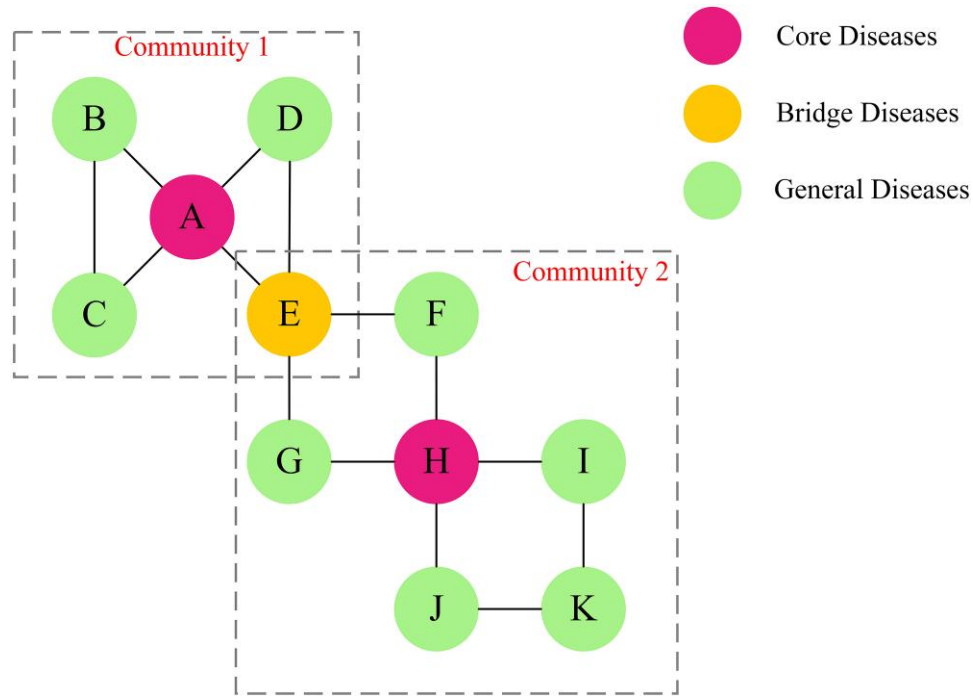 Community 1
Core Diseases
B
D
Bridge Diseases
A
General Diseases
Community 2
C
E
F
G
H
I
J
K